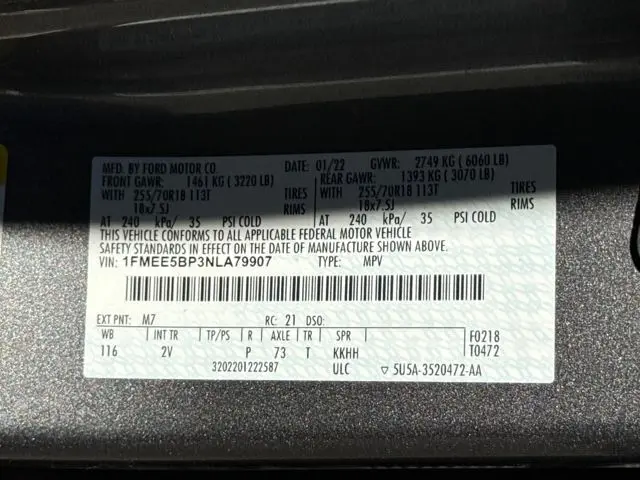 MFD. BY FORD MOTOR CO. DATE: 01/22 GVWR: 2749 KG ( 6060 LB)
FRONT GAWR: 1461 KG ( 3220 LB) REAR GAWR: 1393 KG ( 3070 LB)
WITH 255/70R18 113T TIRES WITH 255/70R18 113T TIRES
18x7.5J RIMS 18x7.5J RIMS
AT 240 kPa/ 35 PSI COLD AT 240 kPa/ 35 PSI COLD
THIS VEHICLE CONFORMS TO ALL APPLICABLE FEDERAL MOTOR VEHICLE
SAFETY STANDARDS IN EFFECT ON THE DATE OF MANUFACTURE SHOWN ABOVE.
VIN: 1FMEE5BP3NLA79907 TYPE: MPV
EXT PNT: M7 RC: 21 DSO:
WB INT TR TP/PS R AXLE TR SPR F0218
116 2V P 73 T KKHH T0472
3202201222587 ULC ▽ 5U5A-3520472-AA